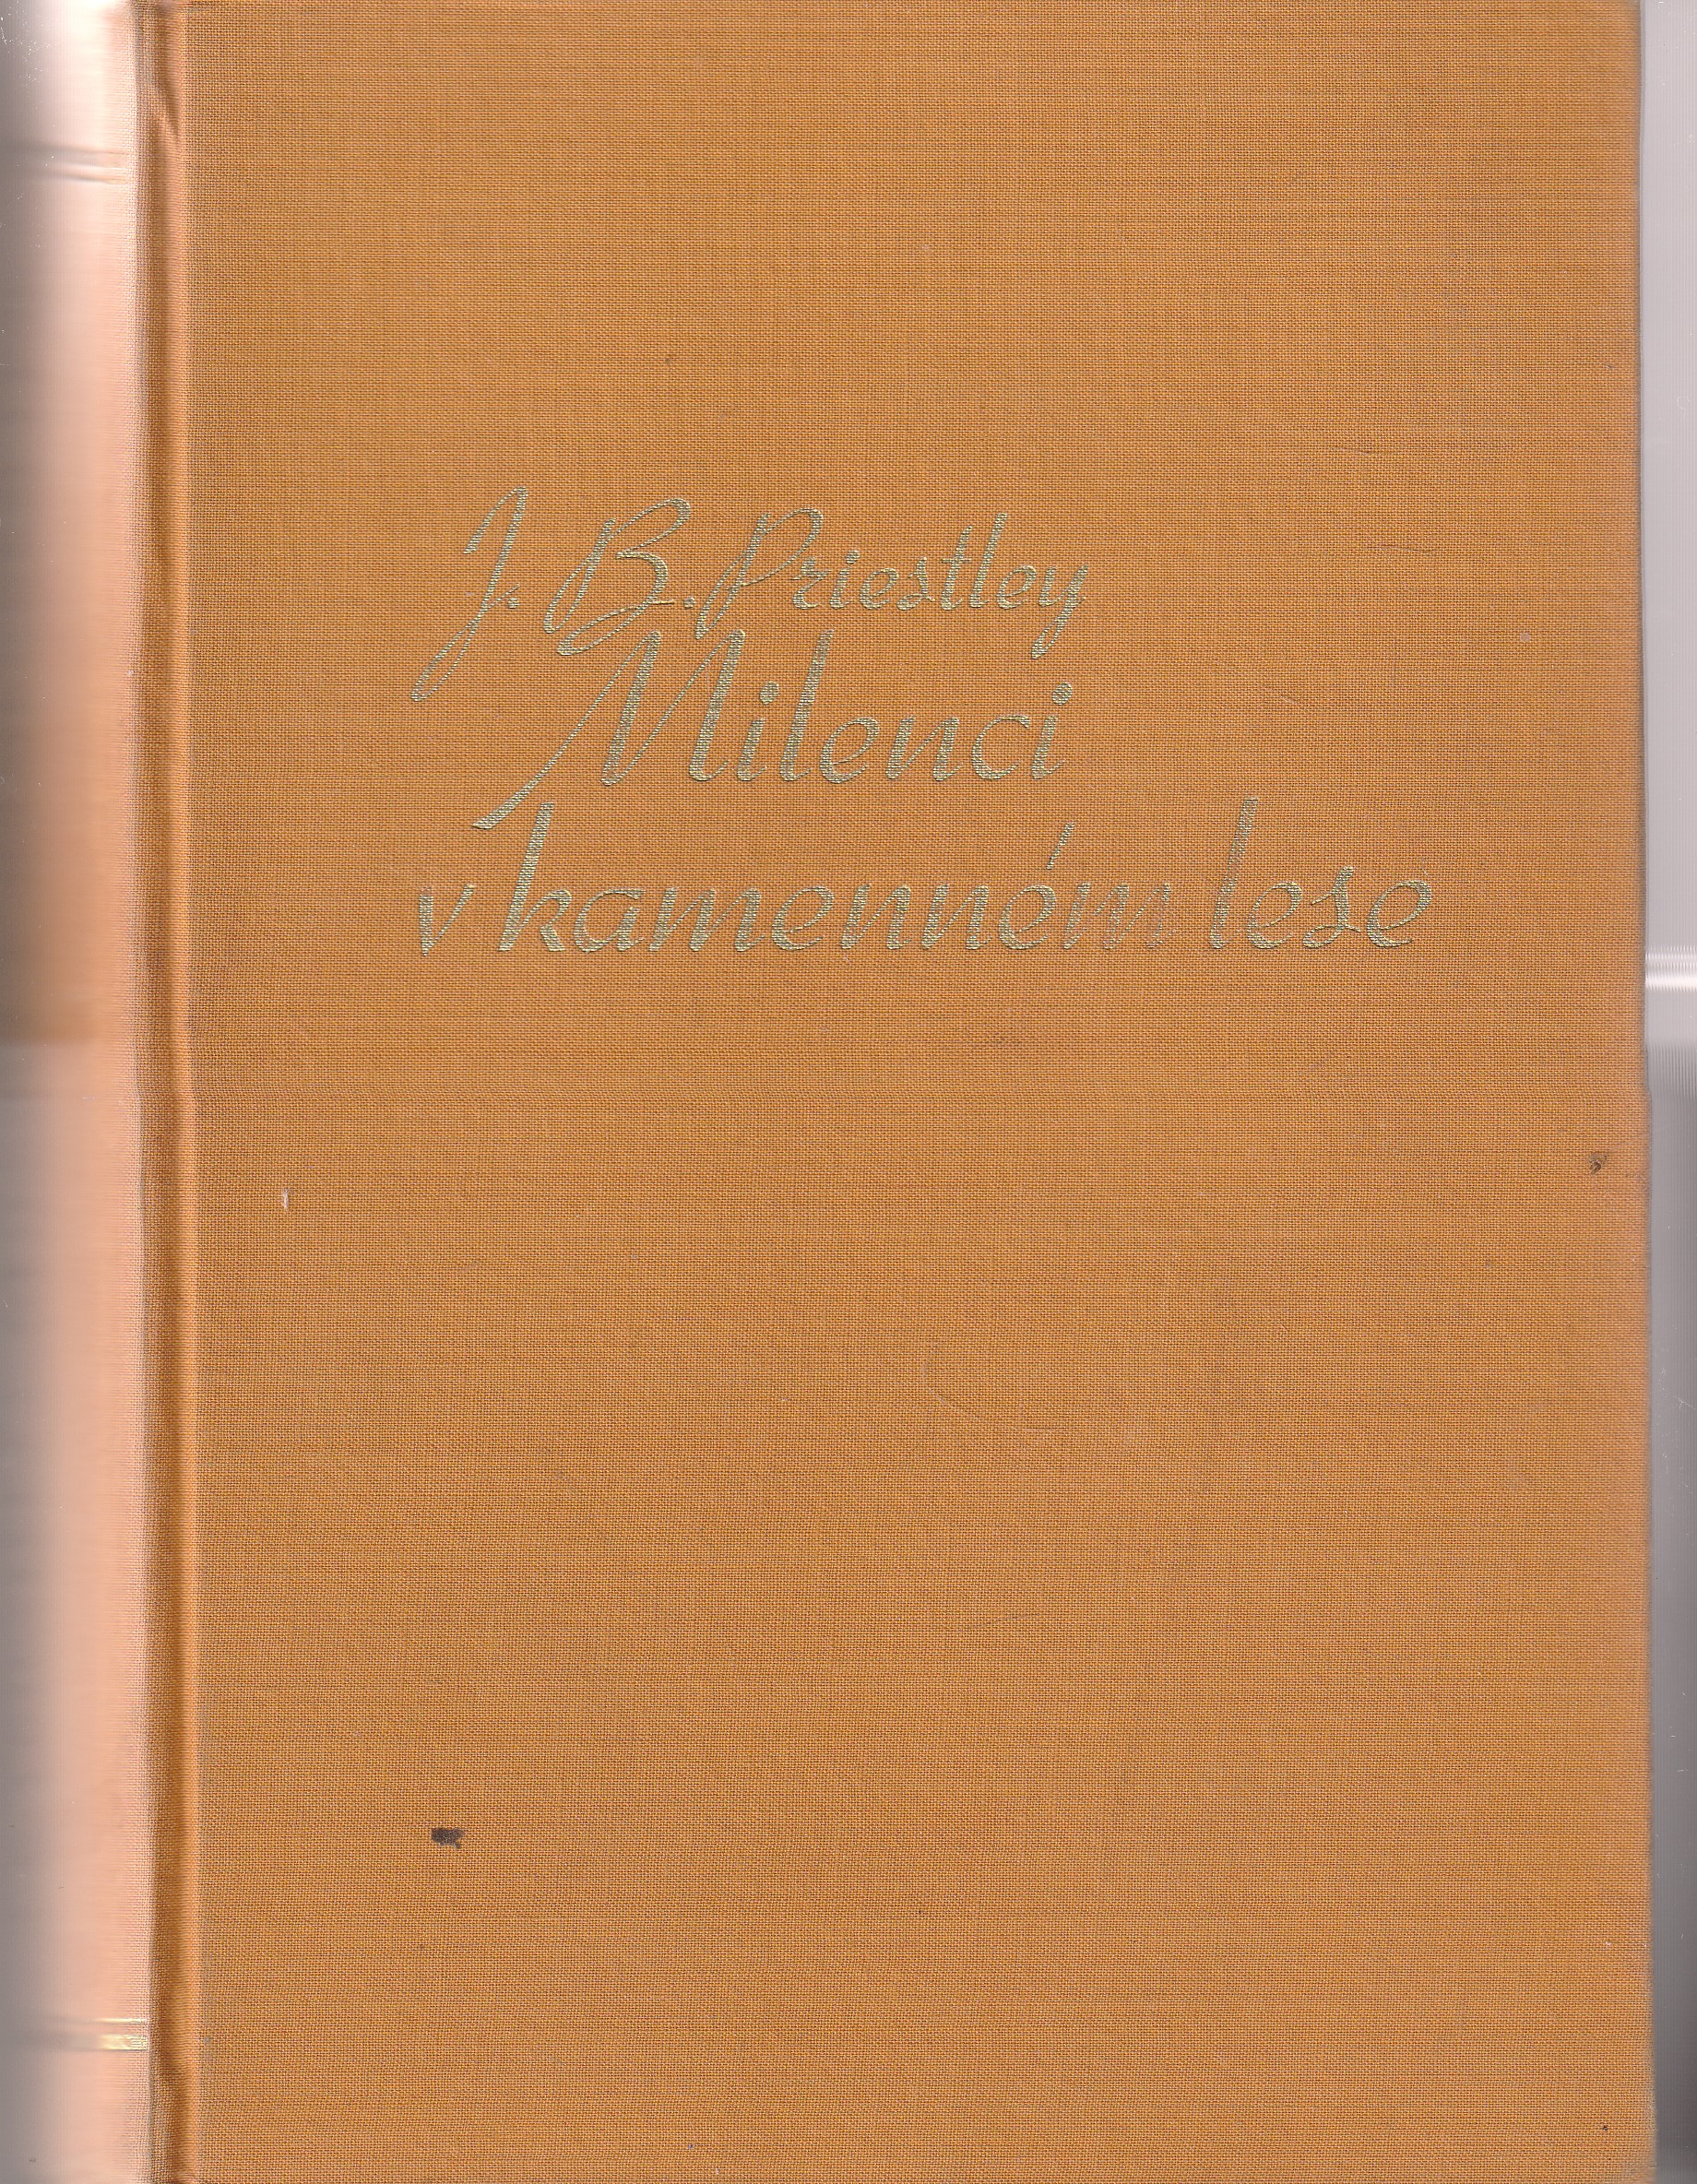 J. B. Priestley
Milenci
v kamenném lese